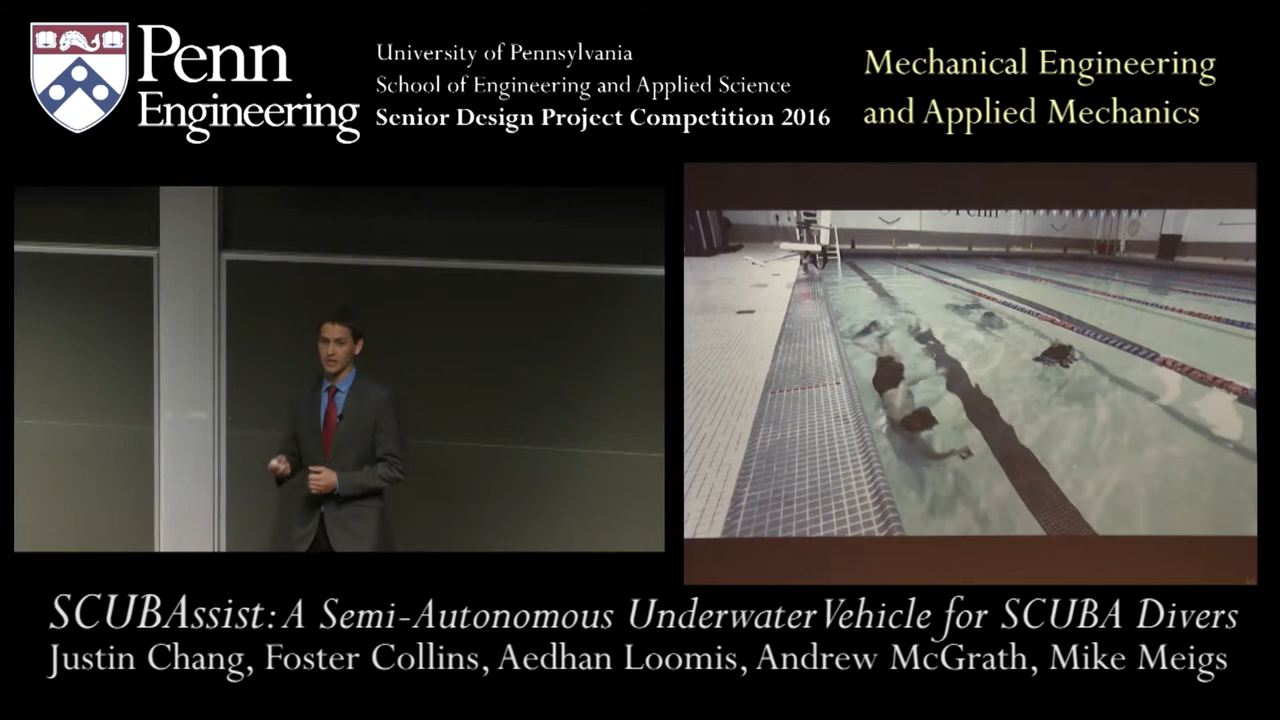 Penn
Engineering
University of Pennsylvania
School of Engineering and Applied Science
Senior Design Project Competition 2016
Mechanical Engineering
and Applied Mechanics
Penn
SCUBAssist: A Semi-Autonomous Underwater Vehicle for SCUBA Divers
Justin Chang, Foster Collins, Aedhan Loomis, Andrew McGrath, Mike Meigs